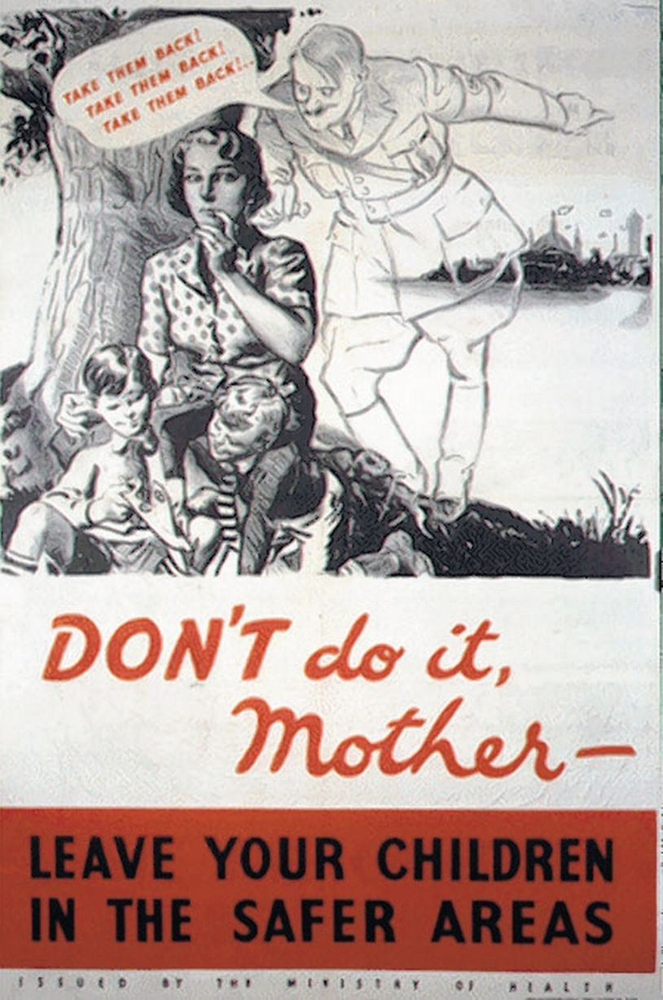 TAKE THEM BACK!
TAKE THEM BACK!
TAKE THEM BACK!..
DON'T do it,
Mother—
LEAVE YOUR CHILDREN
IN THE SAFER AREAS
ISSUED BY THE MINISTRY OF HEALTH